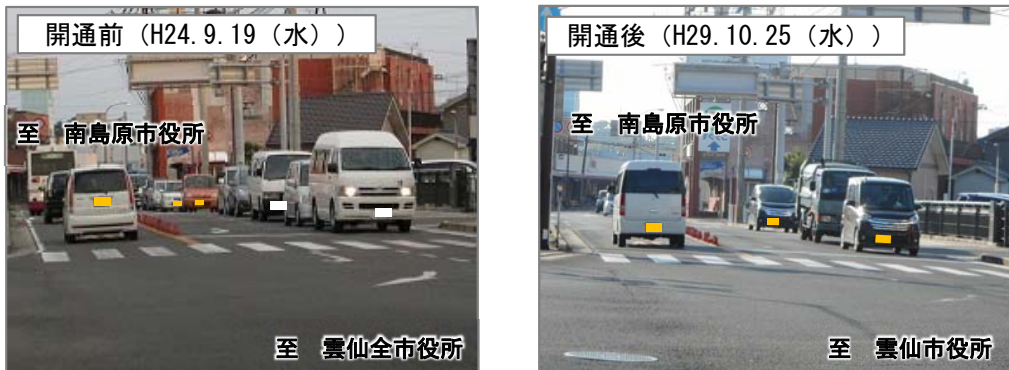 開通前（H24.9.19（水））
至　南島原市役所
至　雲仙全市役所
開通後（H29.10.25（水））
至　南島原市役所
至　雲仙市役所